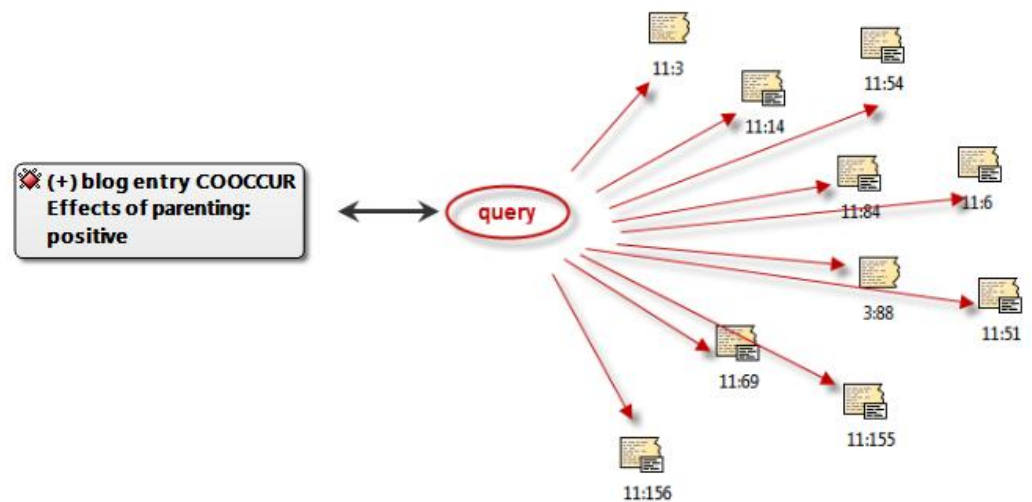 11:3
11:54
11:14
(+) blog entry COOCCUR
Effects of parenting:
positive
query
11:84
11:6
3:88
11:51
11:69
11:155
11:156